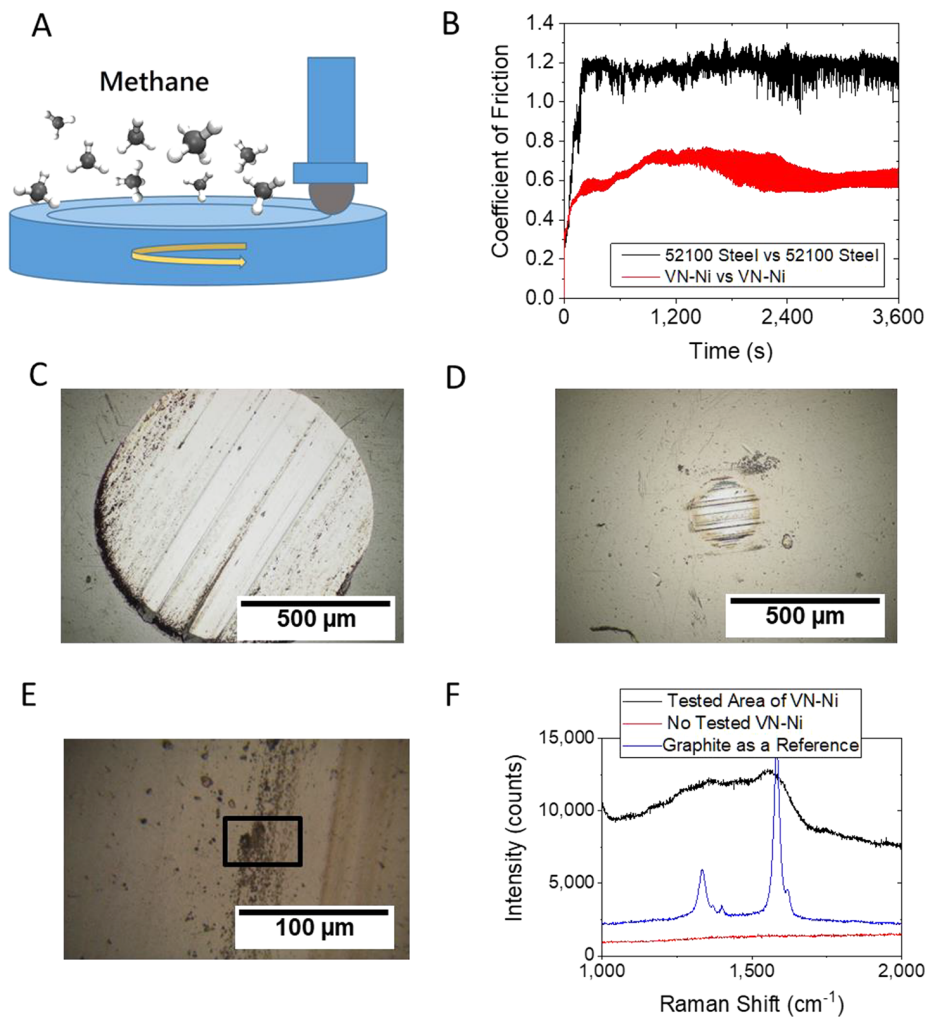 A
Methane
B
Coefficient of Friction
1.4
1.2
1.0
0.8
0.6
0.4
0.2
0.0
52100 Steel vs 52100 Steel
VN-Ni vs VN-Ni
0
1,200
2,400
3,600
Time (s)
C
500 µm
D
500 µm
E
100 µm
F
Tested Area of VN-Ni
No Tested VN-Ni
Graphite as a Reference
Intensity (counts)
15,000
10,000
5,000
0
1,000
1,500
2,000
Raman Shift (cm⁻¹)